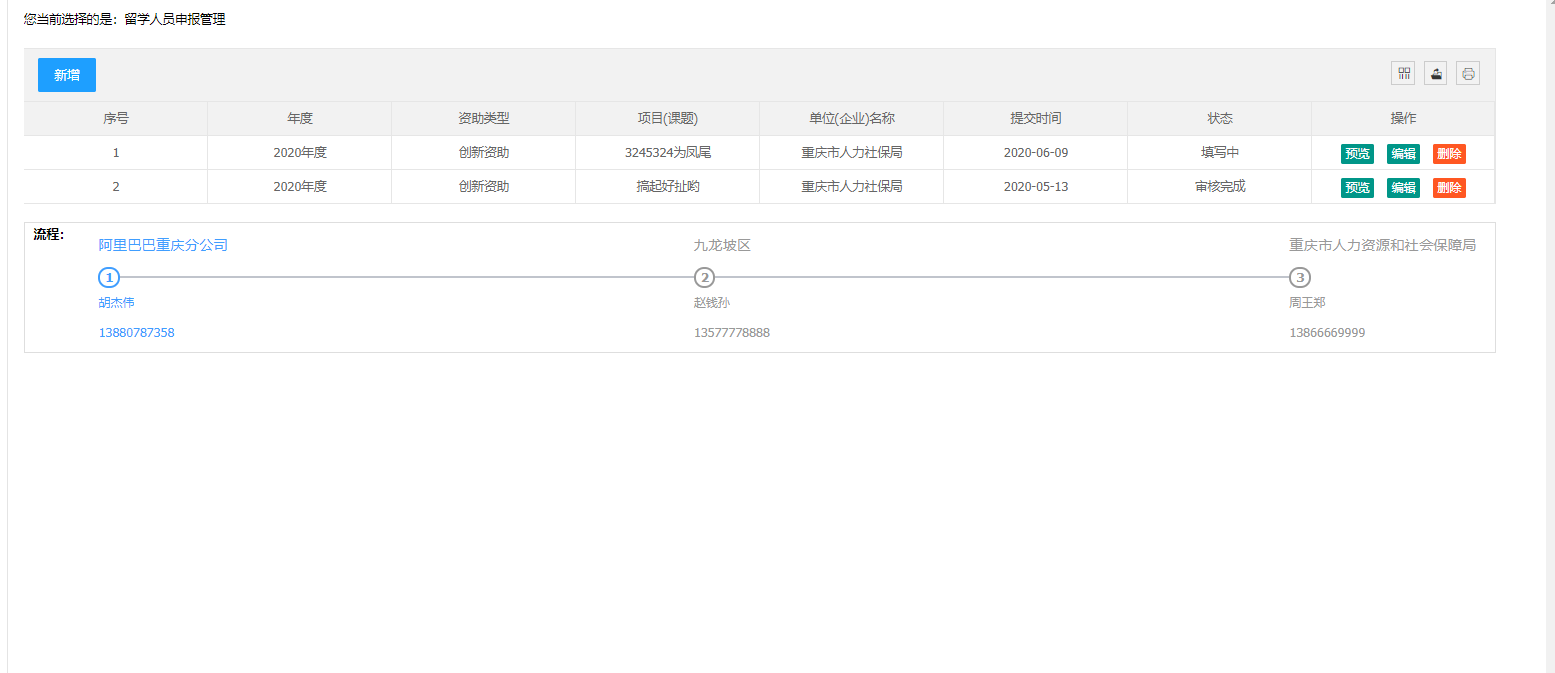 您当前选择的是：留学人员申报管理
新增
序号 年度 资助类型 项目(课题) 单位(企业)名称 提交时间 状态 操作
1 2020年度 创新资助 3245324为凤尾 重庆市人力社保局 2020-06-09 填写中 预览 编辑 删除
2 2020年度 创新资助 搞起好扯哟 重庆市人力社保局 2020-05-13 审核完成 预览 编辑 删除
流程：
阿里巴巴重庆分公司 九龙坡区 重庆市人力资源和社会保障局
1 2 3
胡杰伟 赵钱孙 周王郑
13880787358 13577778888 13866669999